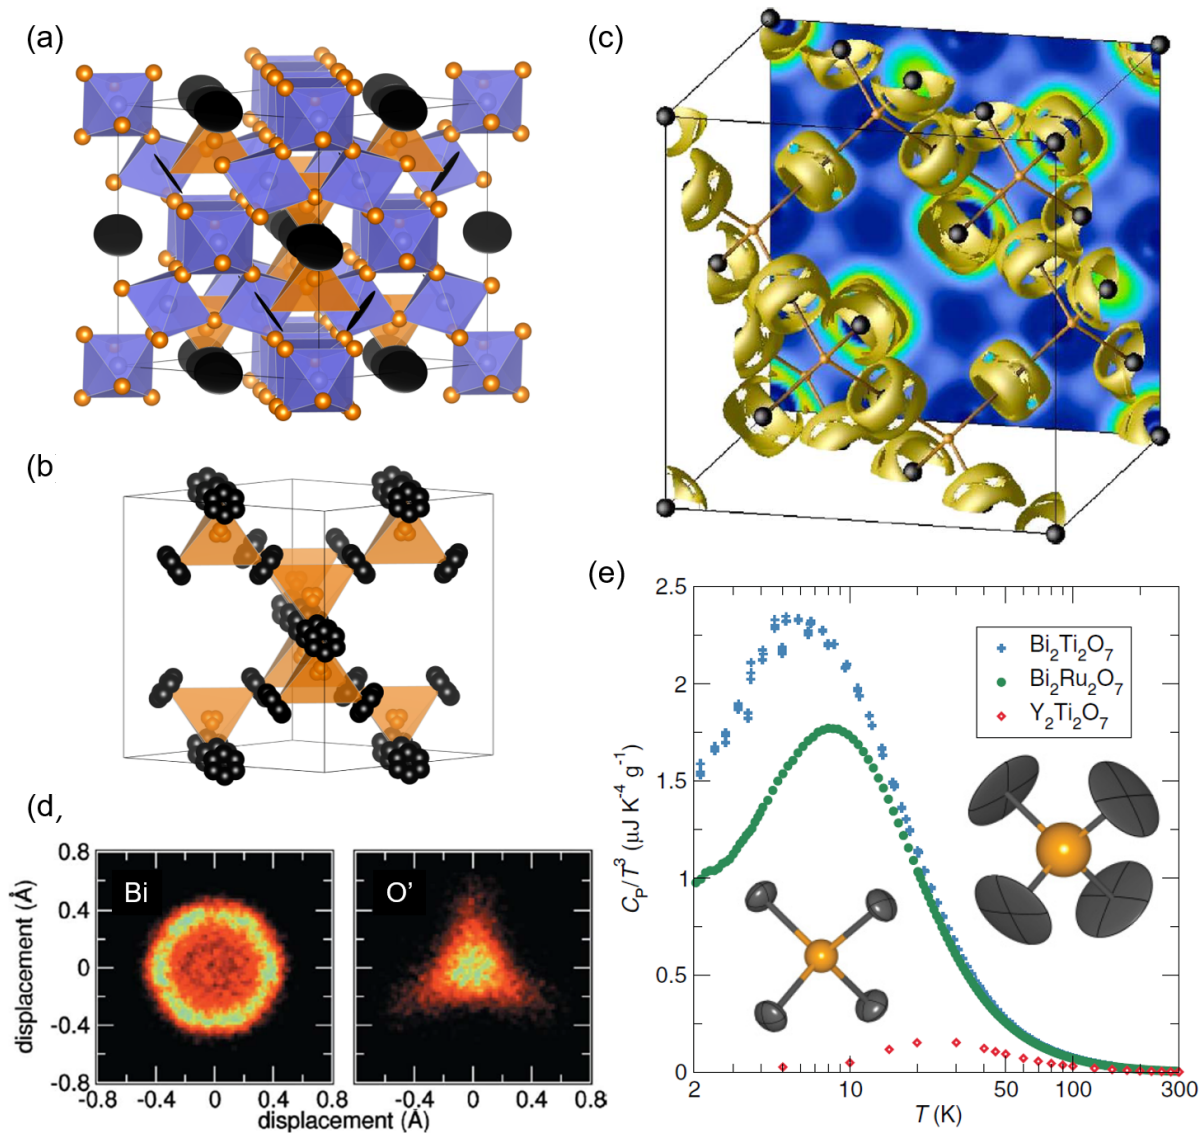 (a)
(c)
(b)
(d)
Bi
O’
displacement (Å)
0.8
0.4
0
-0.4
-0.8
-0.8 -0.4 0 0.4 0.8
-0.4 0 0.4 0.8
displacement (Å)
(e)
2.5
2
1.5
1
0.5
0
C_P/T³ (μJ K⁻⁴ g⁻¹)
Bi₂Ti₂O₇
Bi₂Ru₂O₇
Y₂Ti₂O₇
2 10 50 100 300
T (K)